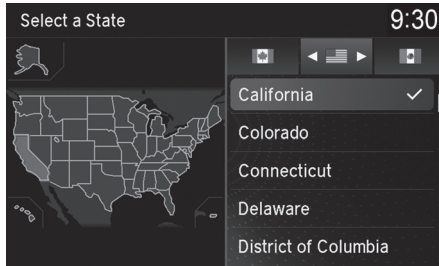 Select a State
9:30
California
Colorado
Connecticut
Delaware
District of Columbia